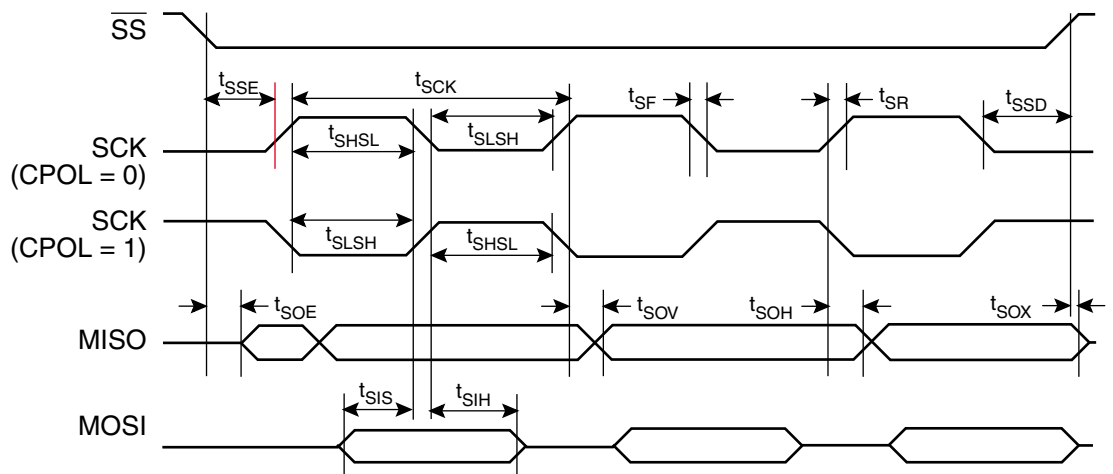 SS
tSSE
tSCK
tSF
tSR
tSSD
SCK
(CPOL = 0)
tSHSL
tSLSH
SCK
(CPOL = 1)
tSLSH
tSHSL
tSOE
tSOV
tSOH
tSOX
MISO
tSIS
tSIH
MOSI